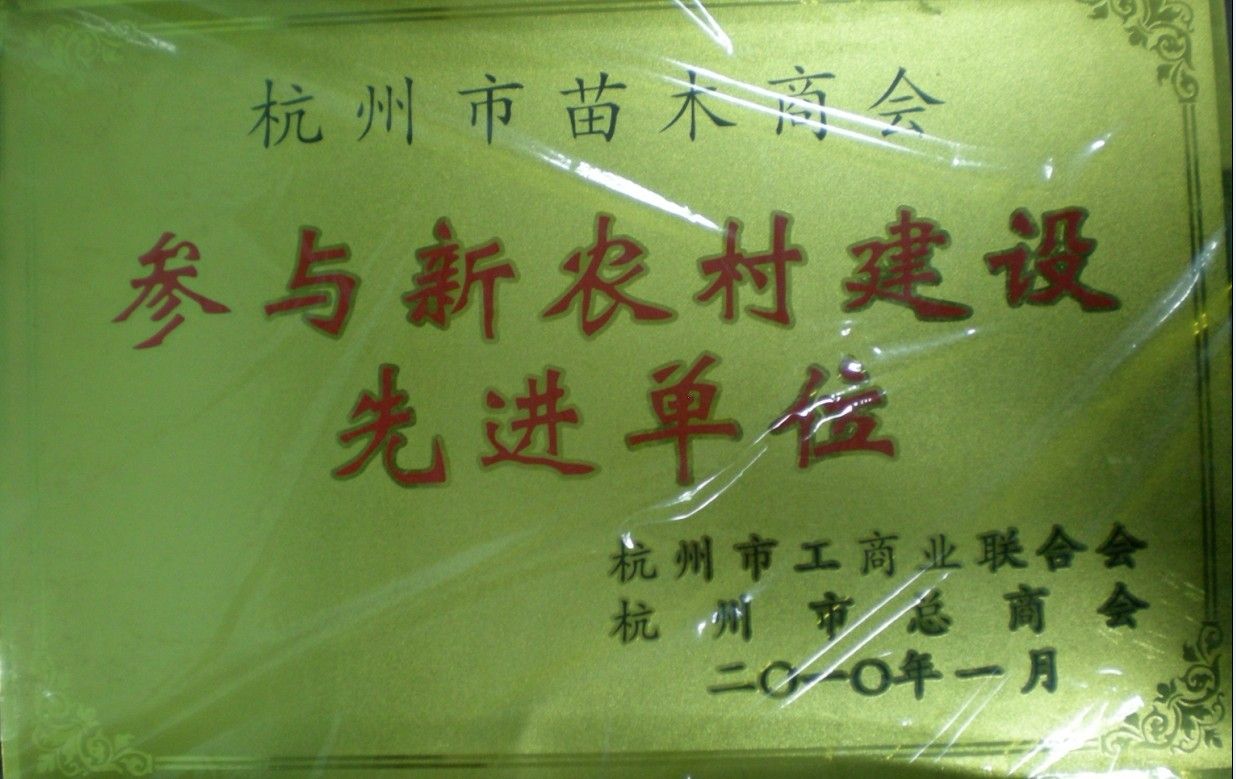 杭州市苗木商会
参与新农村建设
先进单位
杭州市工商业联合会
杭州市总商会
二〇一〇年一月